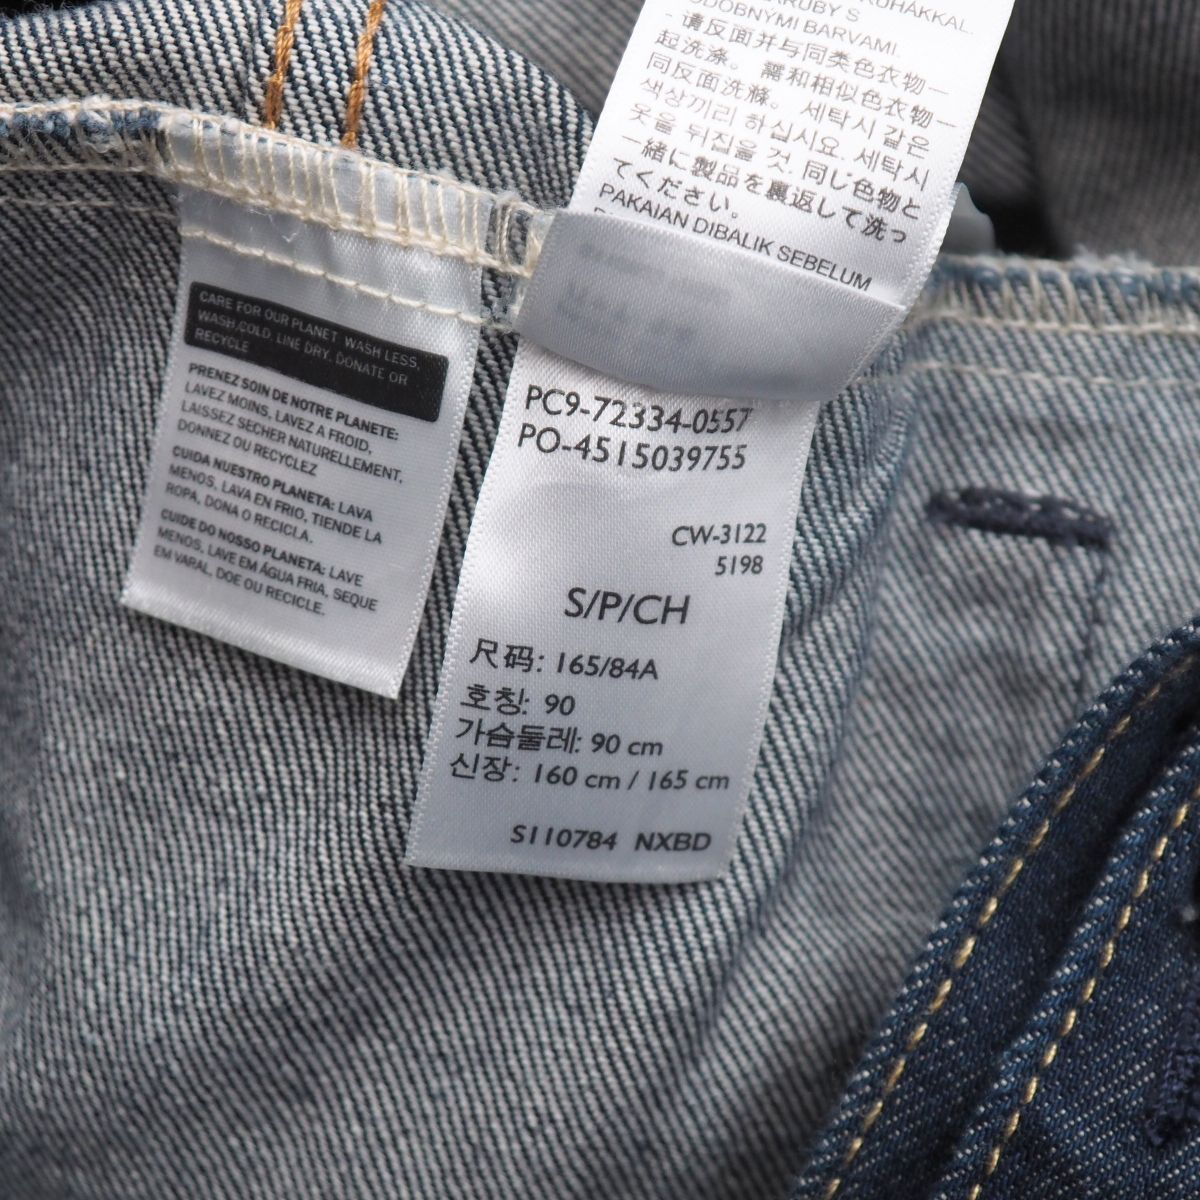 ODOBNÝMI BARVAMI.
请反面并与同类色衣物一
起洗涤。 籲和相似色衣物一
同反面洗滌。 세탁시 같은
색상끼리 하십시요. 세탁시
옷을 뒤집을 것. 同じ色物と
一緒に製品を裏返して洗っ
てください。
PAKAIAN DIBALIK SEBELUM
CARE FOR OUR PLANET WASH LESS,
WASH COLD, LINE DRY, DONATE OR
RECYCLE
PRENEZ SOIN DE NOTRE PLANETE:
LAVEZ MOINS, LAVEZ A FROID,
LAISSEZ SECHER NATURELLEMENT,
DONNEZ OU RECYCLEZ
CUIDA NUESTRO PLANETA: LAVA
MENOS, LAVA EN FRIO, TIENDE LA
ROPA, DONA O RECICLA.
CUIDE DO NOSSO PLANETA: LAVE
MENOS, LAVE EM ÁGUA FRIA, SEQUE
EM VARAL, DOE OU RECICLE.
PC9-72334-0557
PO-4515039755
CW-3122
5198
S/P/CH
尺码: 165/84A
호칭: 90
가슴둘레: 90 cm
신장: 160 cm / 165 cm
S110784 NXBD